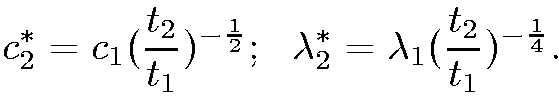 $c_2^* = c_1 (\frac{t_2}{t_1})^{-\frac{1}{2}}; \quad \lambda_2^* = \lambda_1 (\frac{t_2}{t_1})^{-\frac{1}{4}}.$